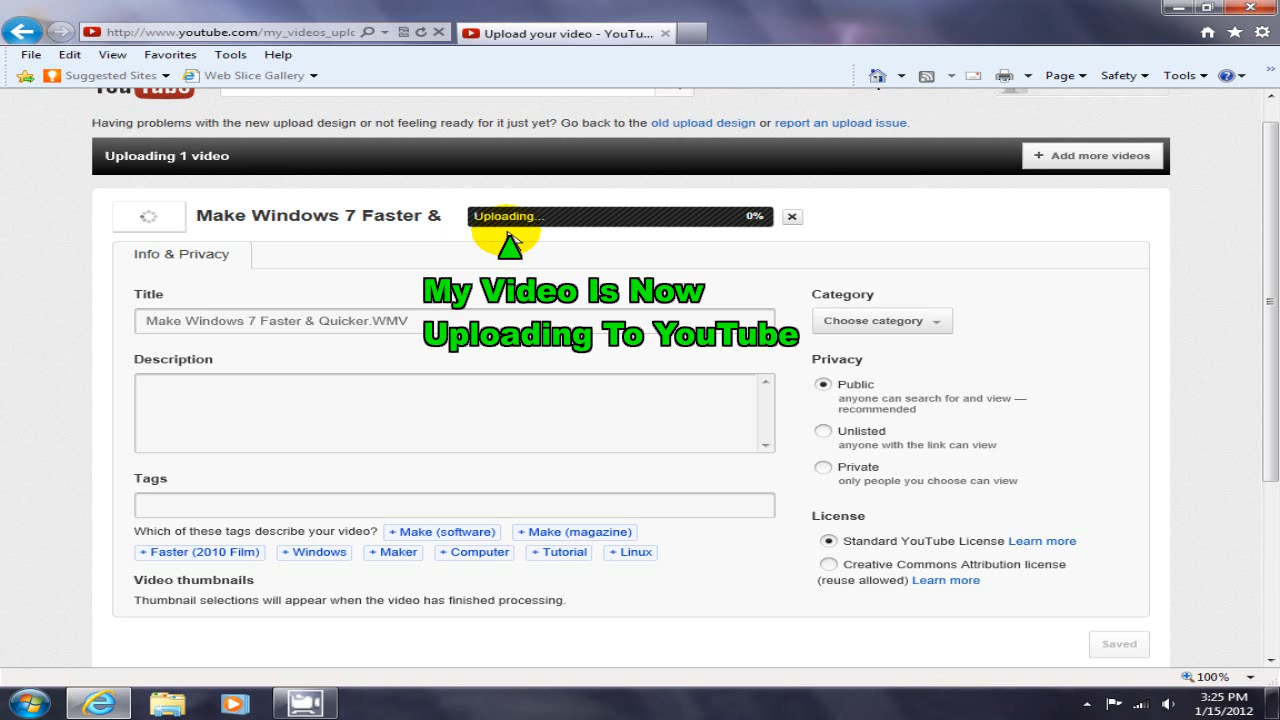 http://www.youtube.com/my_videos_uplo
Upload your video - YouTu...
File Edit View Favorites Tools Help
Suggested Sites Web Slice Gallery Page Safety Tools
YouTube
Having problems with the new upload design or not feeling ready for it just yet? Go back to the old upload design or report an upload issue.
Uploading 1 video + Add more videos
Make Windows 7 Faster & Uploading... 0%
Info & Privacy
My Video Is Now
Uploading To YouTube
Title
Make Windows 7 Faster & Quicker.WMV
Description
Tags
Which of these tags describe your video? + Make (software) + Make (magazine)
+ Faster (2010 Film) + Windows + Maker + Computer + Tutorial + Linux
Video thumbnails
Thumbnail selections will appear when the video has finished processing.
Category
Choose category
Privacy
Public
anyone can search for and view —
recommended
Unlisted
anyone with the link can view
Private
only people you choose can view
License
Standard YouTube License Learn more
Creative Commons Attribution license
(reuse allowed) Learn more
Saved
100%
3:25 PM
1/15/2012